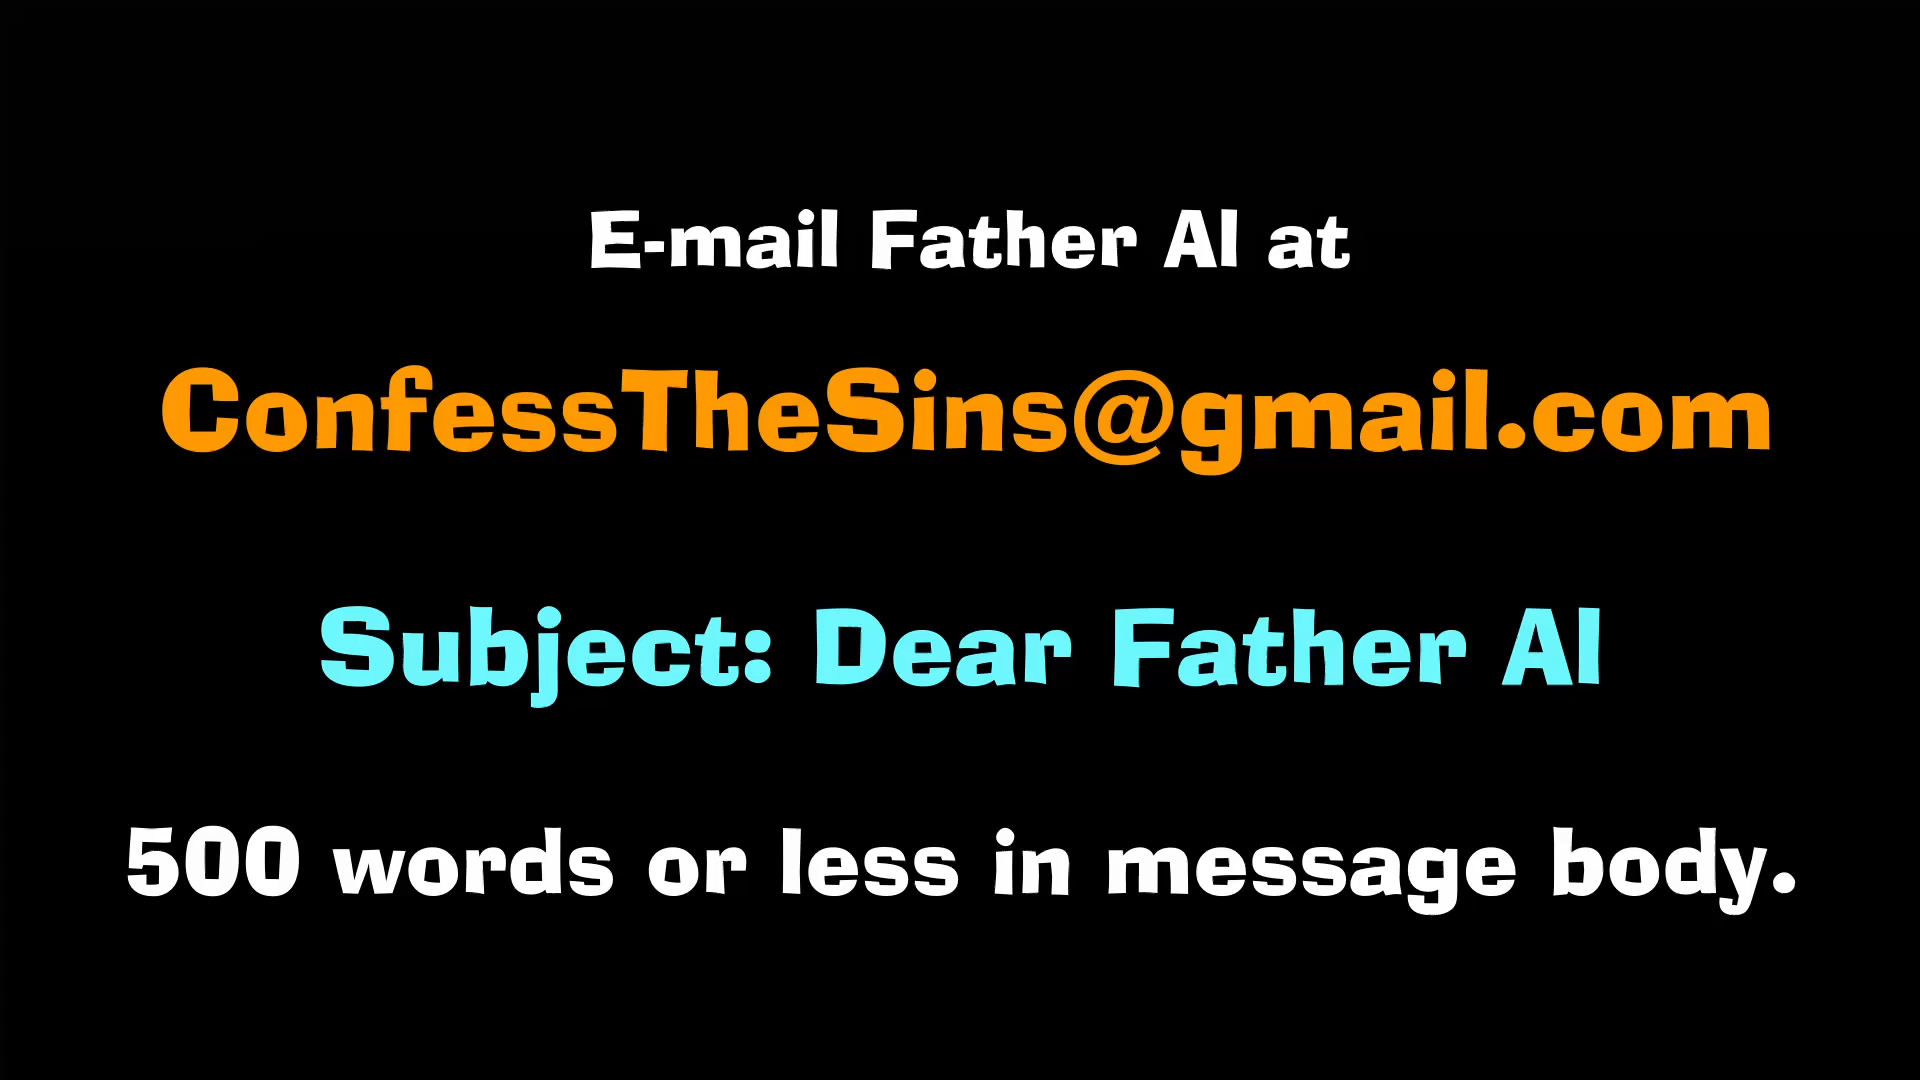 E-mail Father Al at
ConfessTheSins@gmail.com
Subject: Dear Father Al
500 words or less in message body.